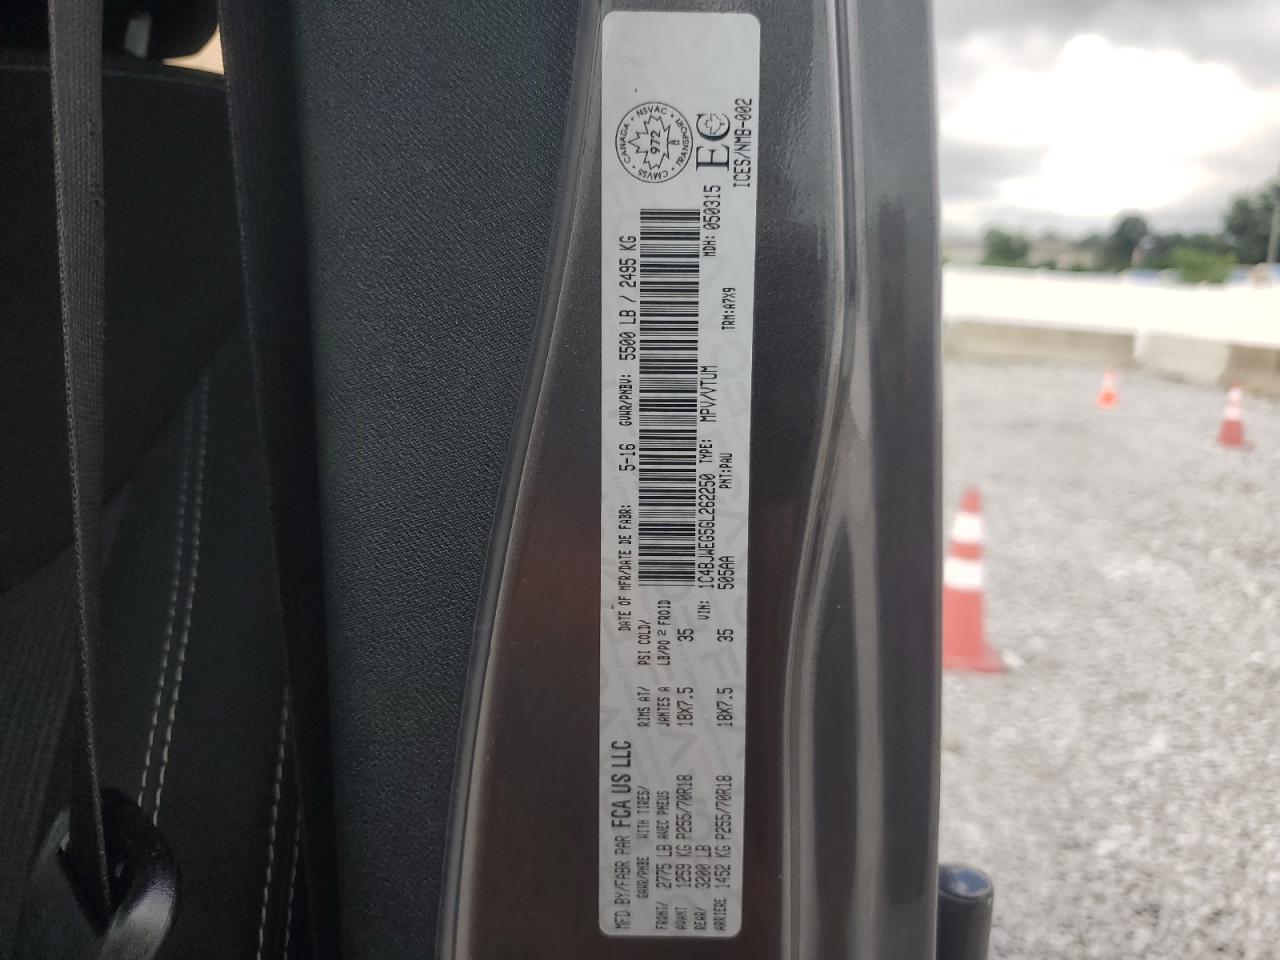 MFD BY/FABR PAR FCA US LLC
DATE OF MFR/DATE DE FABR: 5-16 GVWR/PNBV: 5500 LB / 2495 KG
GAWR/PNBE WITH TIRES/ RIMS AT/ PSI COLD/
FRONT/ 2775 LB AVEC PNEUS JANTES A LB/PO² FROID
AVANT 1259 KG P255/70R18 18X7.5 35
REAR/ 3200 LB VIN: 1C4BJWEG5GL262250 TYPE: MPV/VTUM MDH: 050315
ARRIERE 1452 KG P255/70R18 18X7.5 35 505AA PNT:PAU TRM:A7X9
CANADA • NSVAC • TRANSPORT • CMVSS •
972
EC
ICES/NMB-002